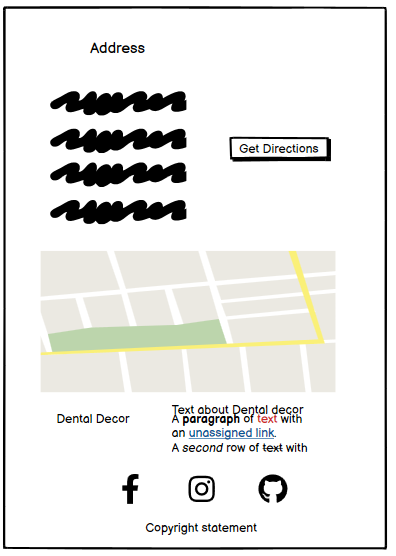 Address
Get Directions
Dental Decor
Text about Dental decor
A paragraph of text with
an unassigned link.
A second row of text with
Copyright statement